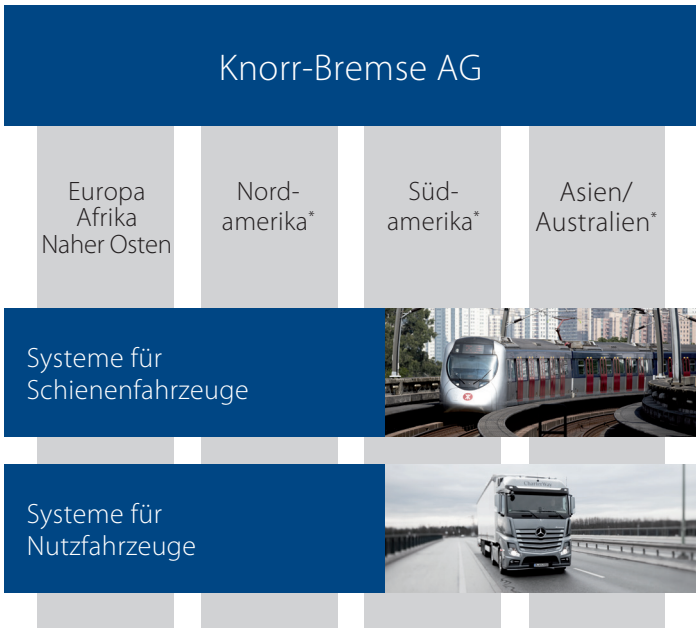 Knorr-Bremse AG
Europa
Afrika
Naher Osten
Nord-
amerika*
Süd-
amerika*
Asien/
Australien*
Systeme für
Schienenfahrzeuge
Systeme für
Nutzfahrzeuge